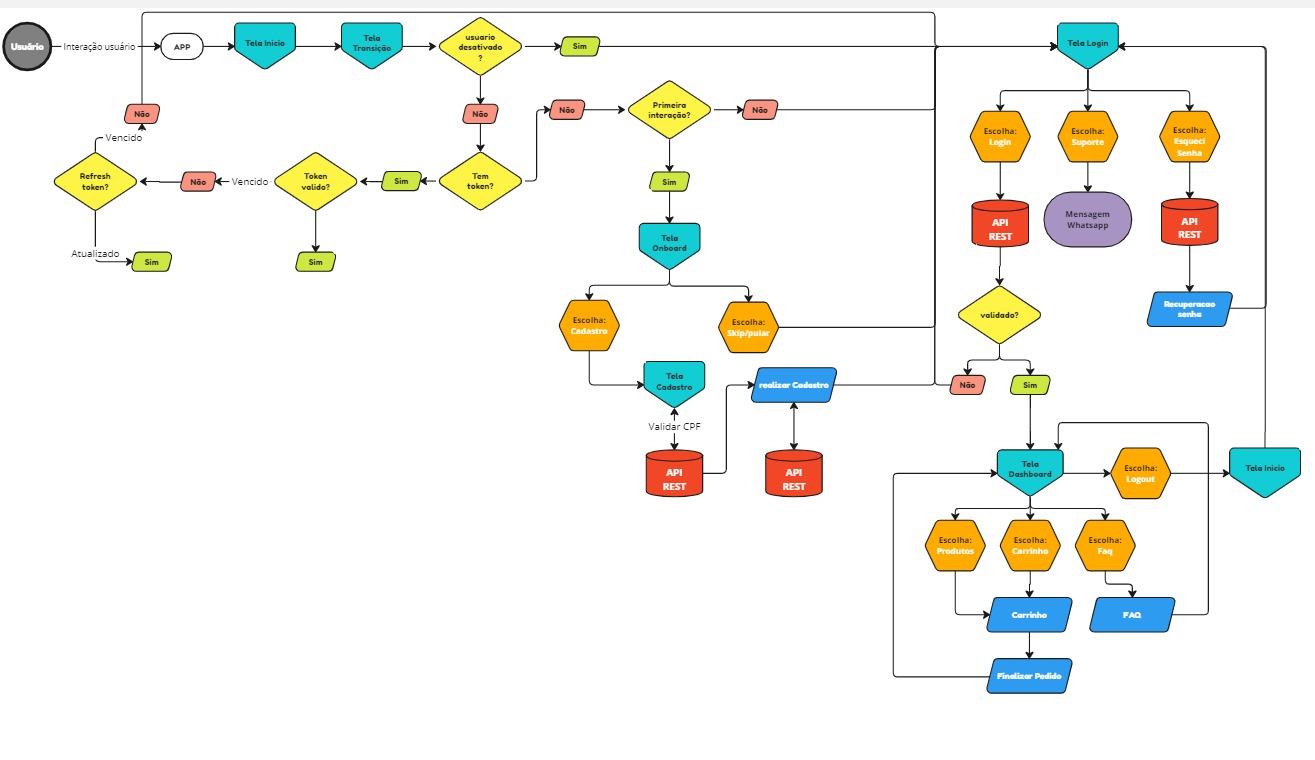 Usuário
Interação usuário
APP
Tela Inicio
Tela
Transição
usuario
desativado
?
Sim
Tela Login
Não
Não
Não
Primeira
interação?
Não
Escolha:
Login
Escolha:
Suporte
Escolha:
Esqueci
Senha
Vencido
Refresh
token?
Não
Vencido
Token
valido?
Sim
Tem
token?
Sim
API
REST
Mensagem
Whatsapp
API
REST
Tela
Onboard
Atualizado
Sim
Sim
Recuperacao
senha
Escolha:
Cadastro
Escolha:
Skip/pular
validado?
Tela
Cadastro
realizar Cadastro
Não
Sim
Validar CPF
API
REST
API
REST
Tela
Dashboard
Escolha:
Logout
Tela Inicio
Escolha:
Produtos
Escolha:
Carrinho
Escolha:
Faq
Carrinho
FAQ
Finalizar Pedido